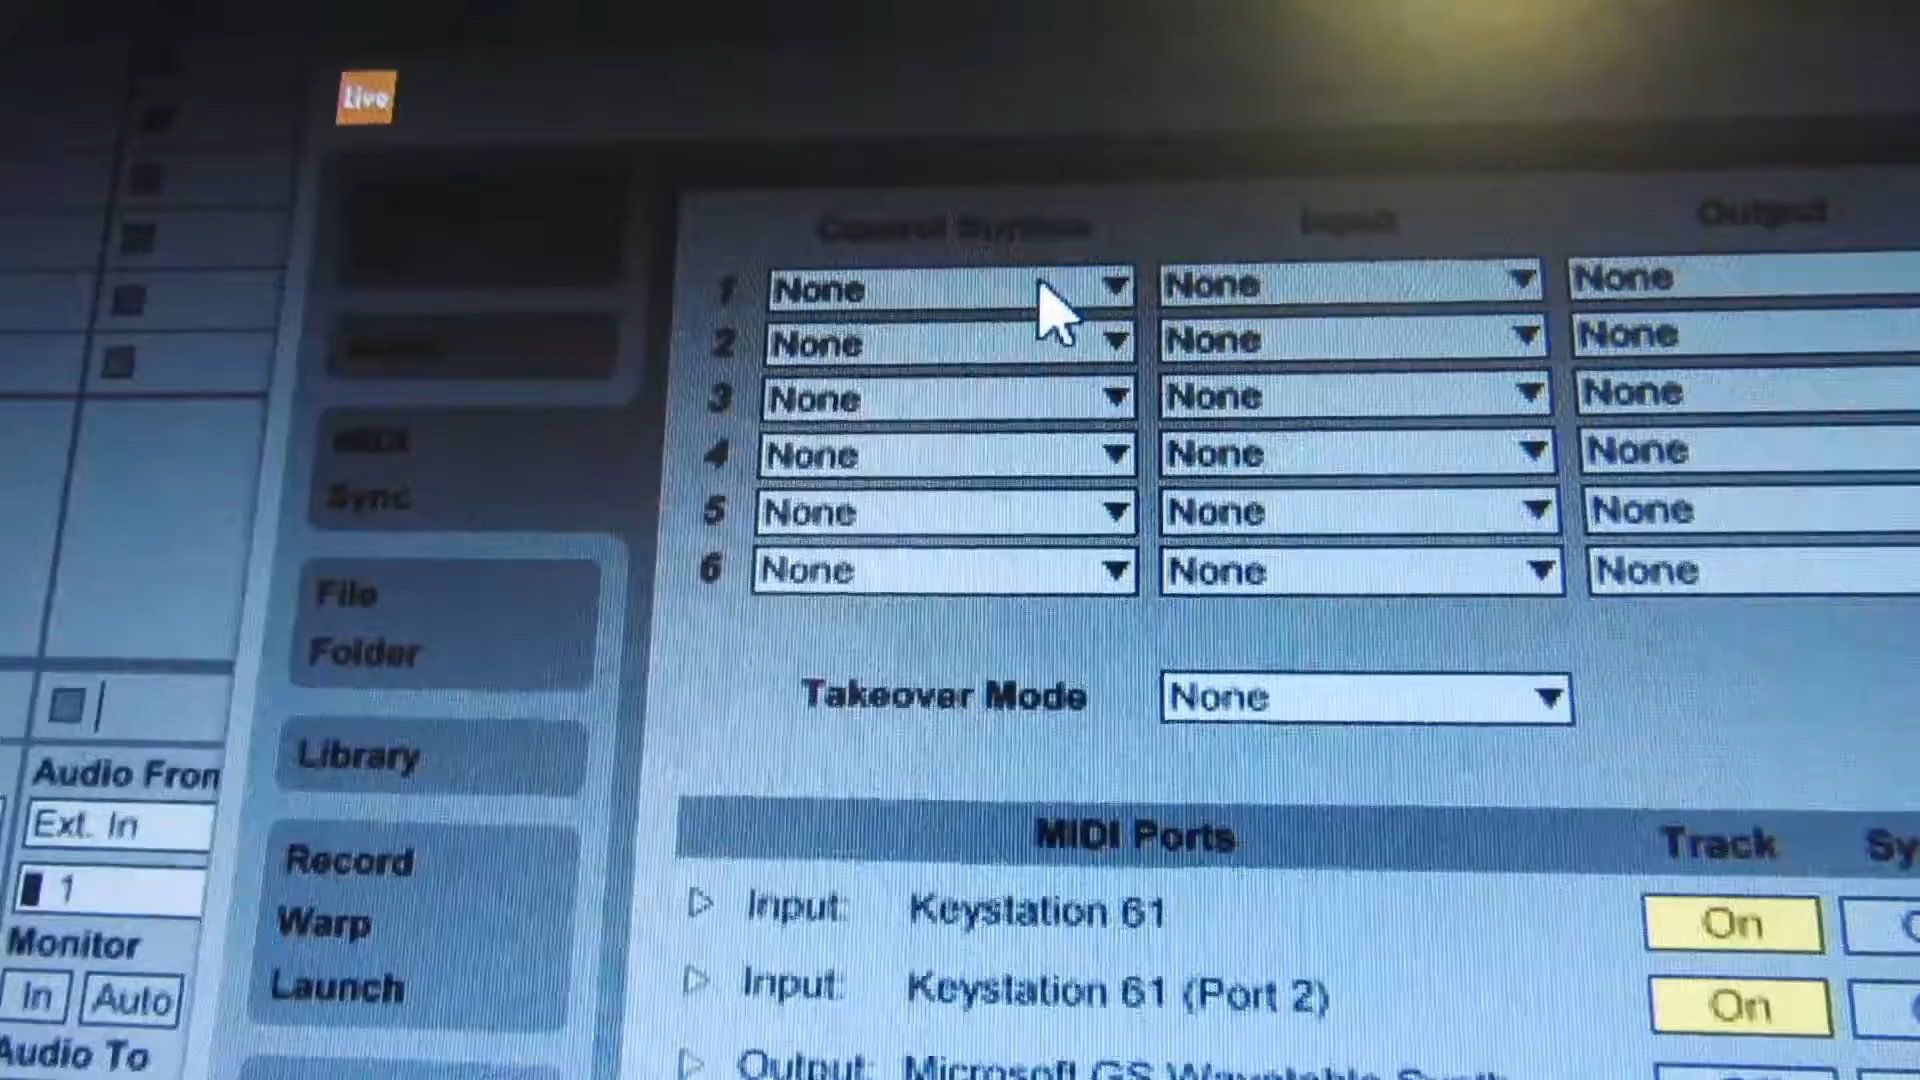 Live
Control Surface Input Output
1 None None None
2 None None None
3 None None None
4 None None None
5 None None None
6 None None None
MIDI
Sync
File
Folder
Takeover Mode None
Library
Audio From
Ext. In
1
Monitor
In Auto
Audio To
Record
Warp
Launch
MIDI Ports Track Sy
Input: Keystation 61 On
Input: Keystation 61 (Port 2) On
Output: Microsoft GS Wavetable Synth